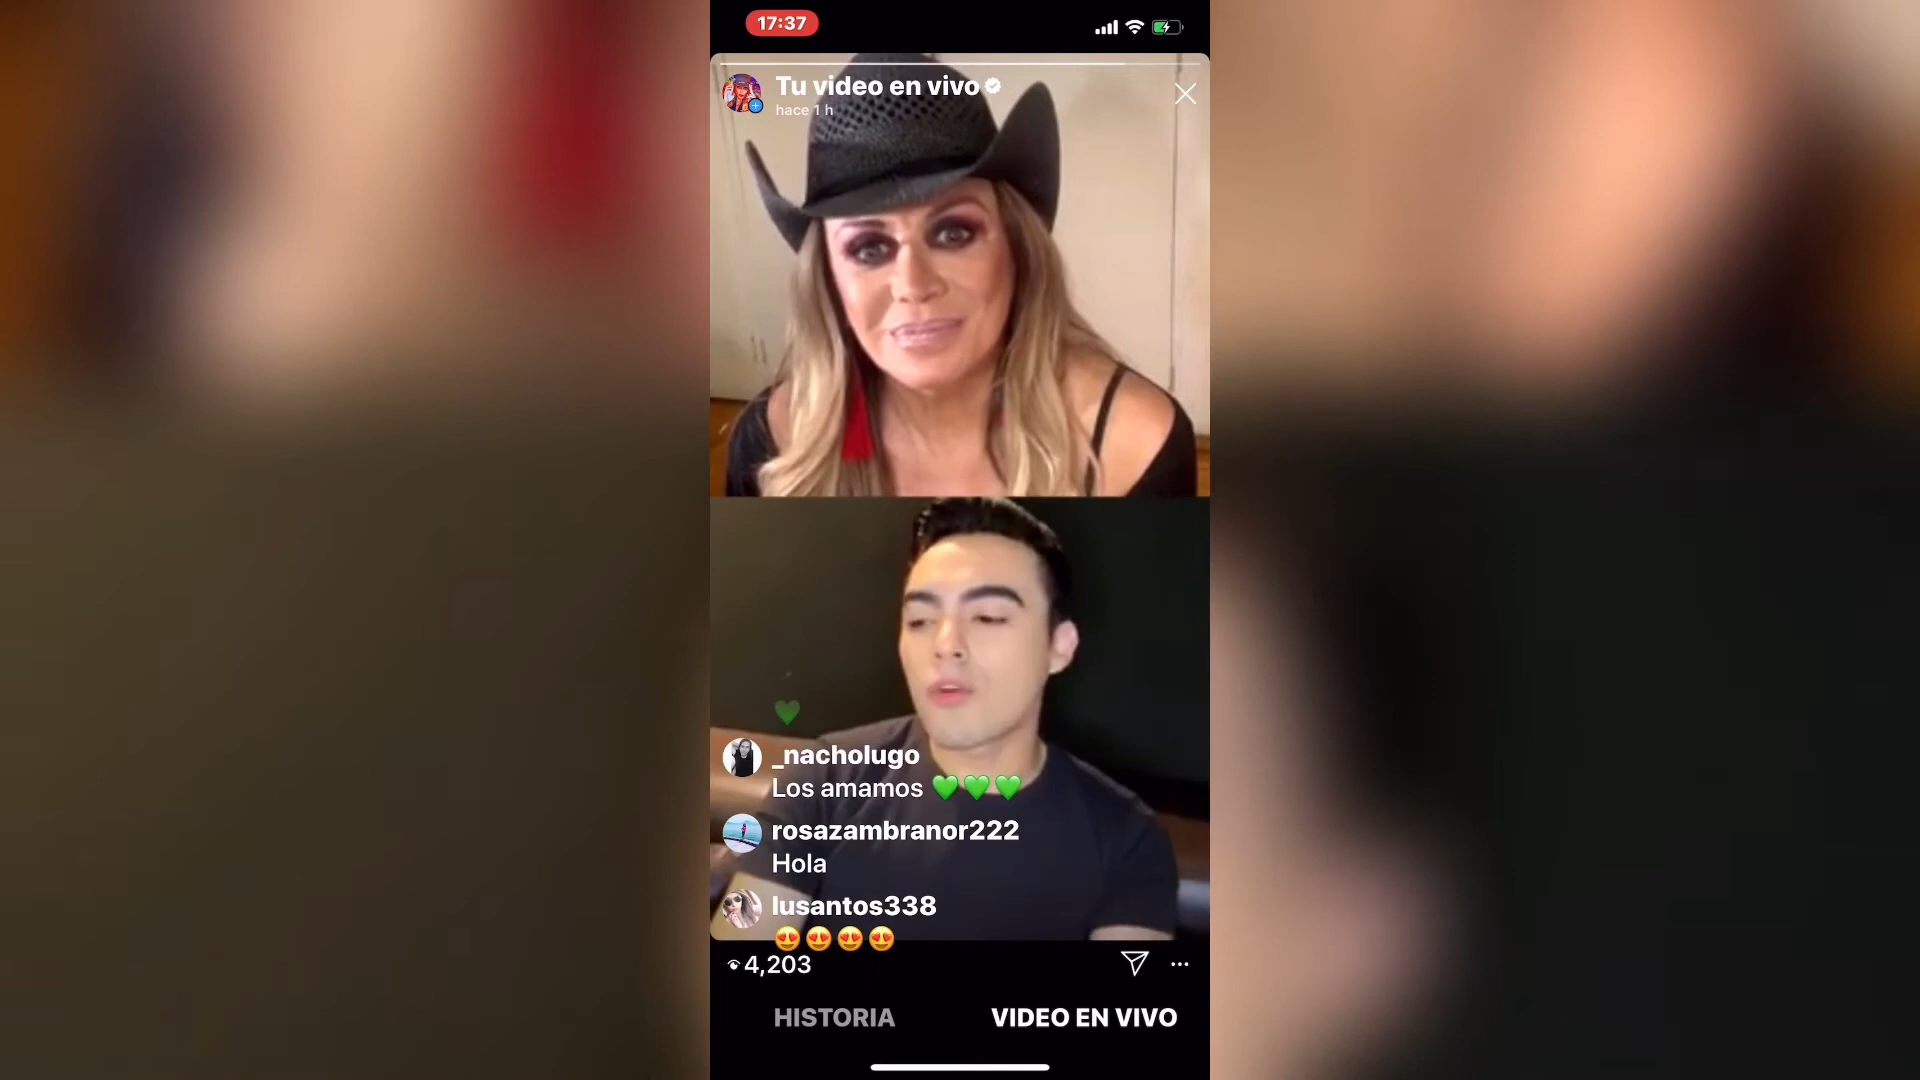 17:37
Tu video en vivo
hace 1 h
_nacholugo
Los amamos 💚💚💚
rosazambranor222
Hola
lusantos338
😍😍😍😍
4,203
HISTORIA
VIDEO EN VIVO